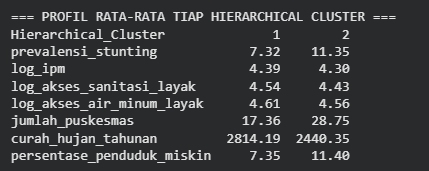 === PROFIL RATA-RATA TIAP HIERARCHICAL CLUSTER ===
Hierarchical_Cluster 1 2
prevalensi_stunting 7.32 11.35
log_ipm 4.39 4.30
log_akses_sanitasi_layak 4.54 4.43
log_akses_air_minum_layak 4.61 4.56
jumlah_puskesmas 17.36 28.75
curah_hujan_tahunan 2814.19 2440.35
persentase_penduduk_miskin 7.35 11.40